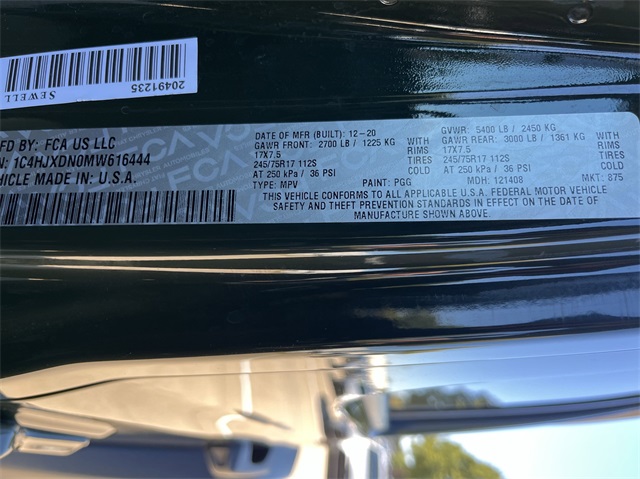 20491235
SEWELL
FD BY: FCA US LLC
N: 1C4HJXDN0MW616444
EHICLE MADE IN: U.S.A.
DATE OF MFR (BUILT): 12-20
GVWR: 5400 LB / 2450 KG
GAWR FRONT: 2700 LB / 1225 KG WITH
GAWR REAR: 3000 LB / 1361 KG WITH
17X7.5 RIMS
17X7.5 RIMS
245/75R17 112S
245/75R17 112S
AT 250 kPa / 36 PSI COLD
AT 250 kPa / 36 PSI COLD
TYPE: MPV PAINT: PGG MDH: 121408 MKT: 875
THIS VEHICLE CONFORMS TO ALL APPLICABLE U.S.A. FEDERAL MOTOR VEHICLE
SAFETY AND THEFT PREVENTION STANDARDS IN EFFECT ON THE DATE OF
MANUFACTURE SHOWN ABOVE.